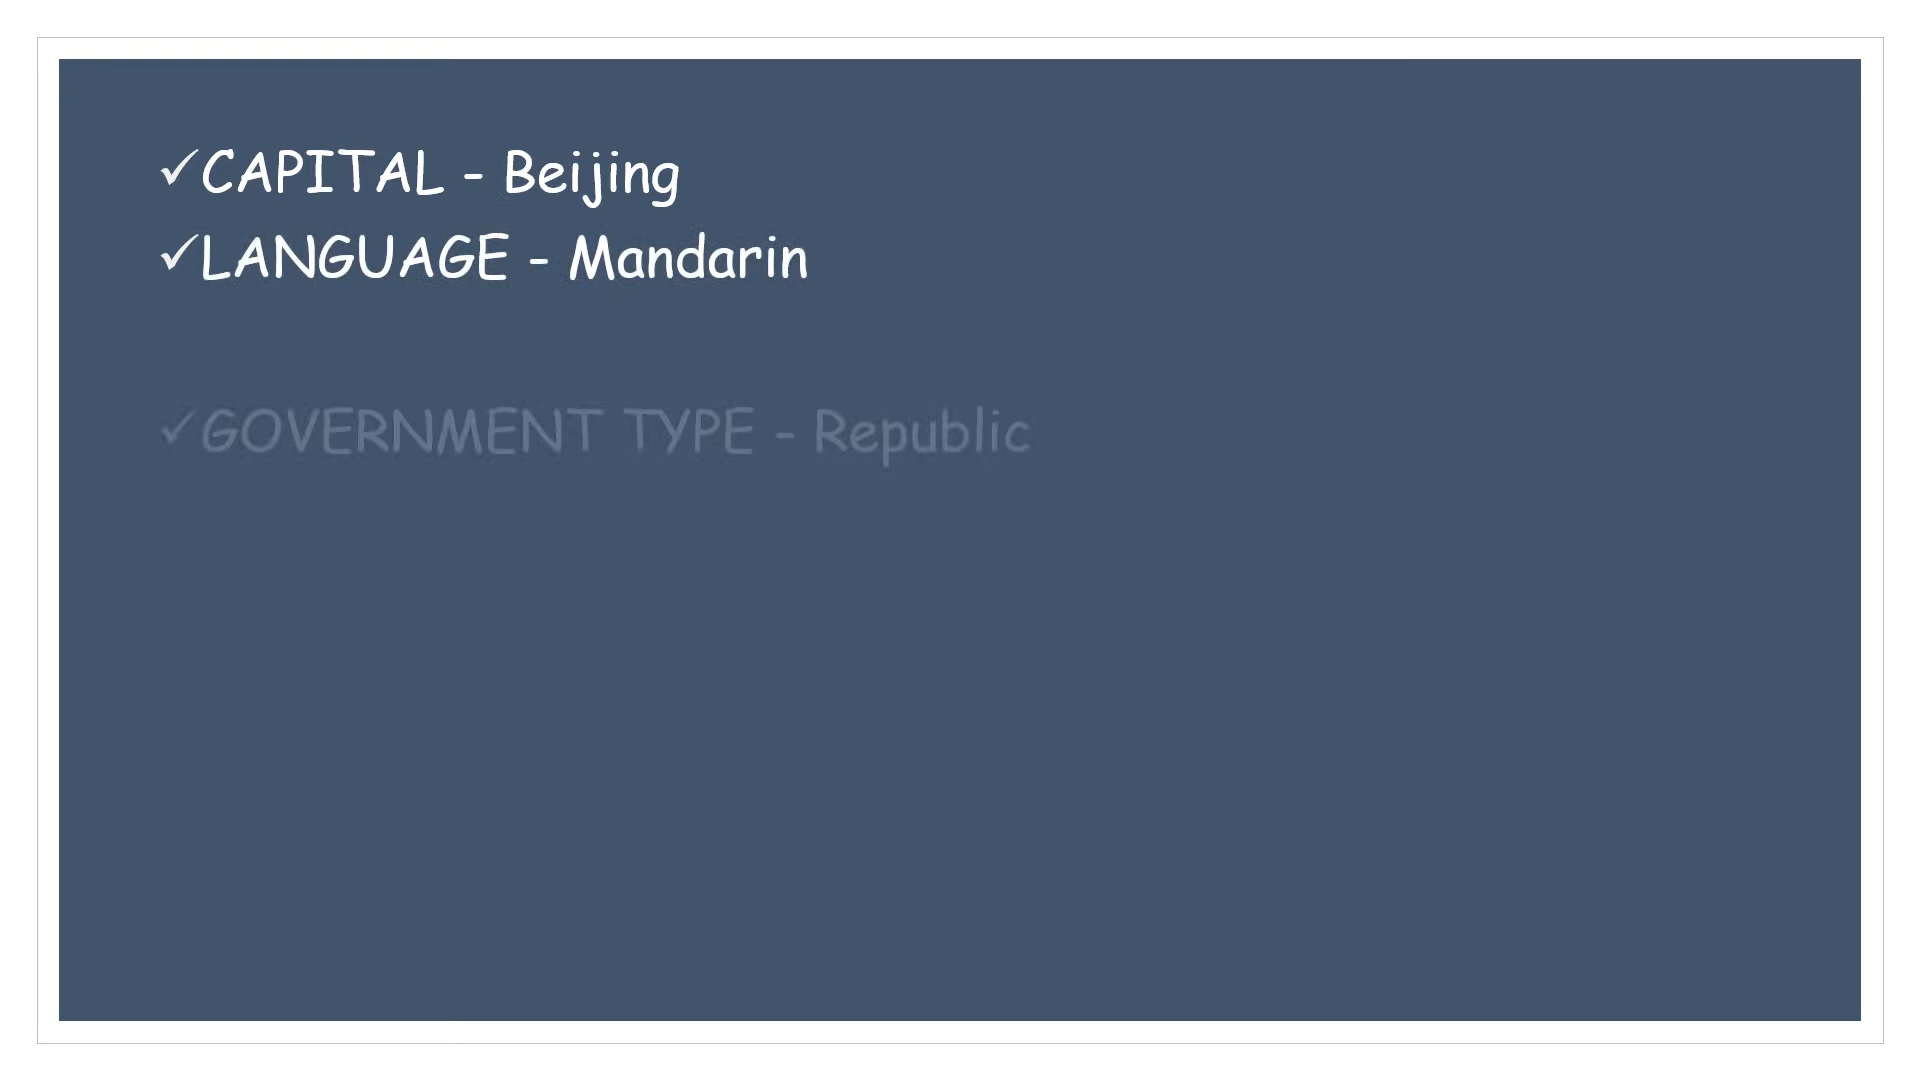 ✓CAPITAL - Beijing
✓LANGUAGE - Mandarin
✓GOVERNMENT TYPE - Republic